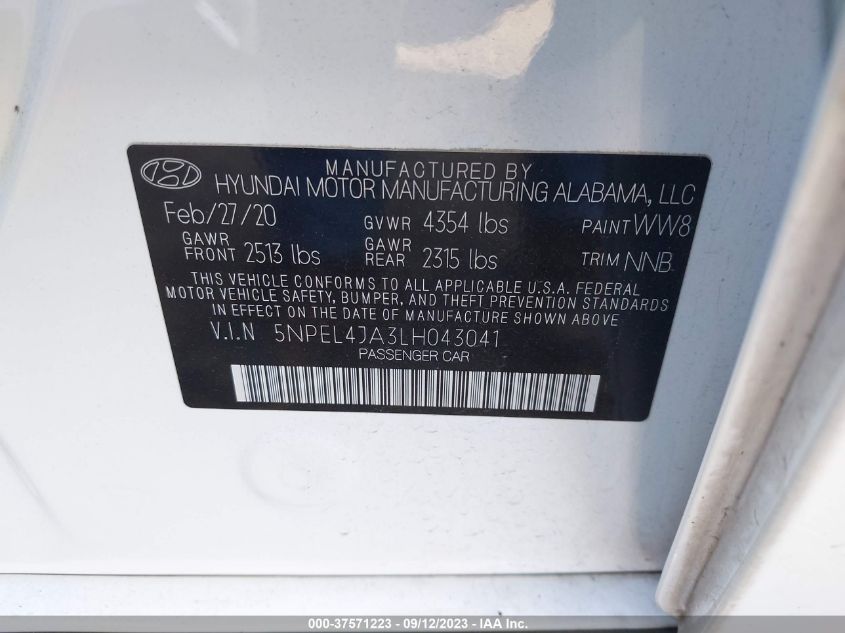 MANUFACTURED BY
HYUNDAI MOTOR MANUFACTURING ALABAMA, LLC
Feb/27/20 GVWR 4354 lbs PAINT WW8
GAWR FRONT 2513 lbs GAWR REAR 2315 lbs TRIM NNB
THIS VEHICLE CONFORMS TO ALL APPLICABLE U.S.A. FEDERAL
MOTOR VEHICLE SAFETY, BUMPER, AND THEFT PREVENTION STANDARDS
IN EFFECT ON THE DATE OF MANUFACTURE SHOWN ABOVE
V.I.N 5NPEL4JA3LH043041
PASSENGER CAR
000-37571223 - 09/12/2023 - IAA Inc.